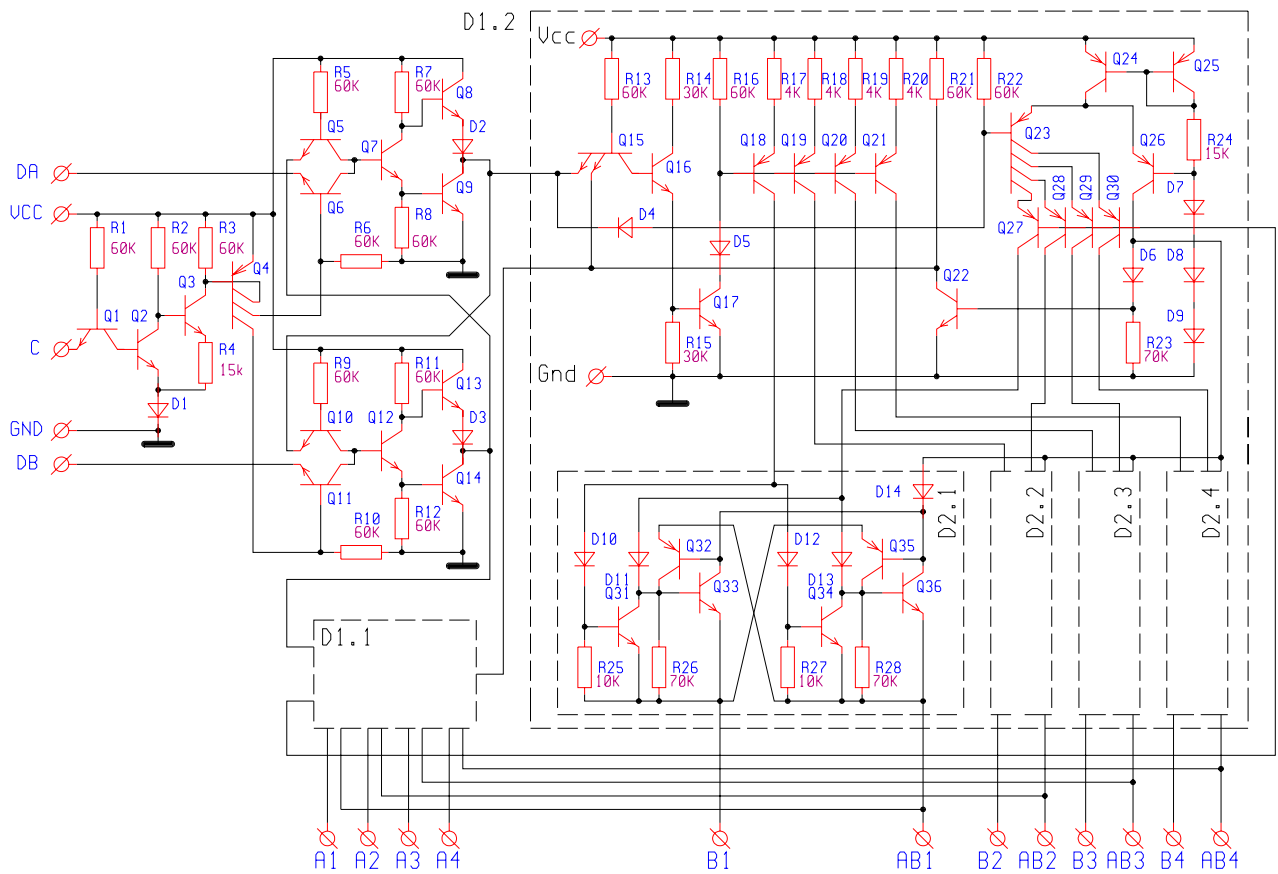 D1.2
Vcc
R5
60K
R7
60K
Q8
R13
60K
R14
30K
R16
60K
R17
4K
R18
4K
R19
4K
R20
4K
R21
60K
R22
60K
Q24
Q25
Q5
Q7
D2
Q15
Q16
Q18
Q19
Q20
Q21
Q23
Q26
R24
15K
DA
Q6
Q9
Q28
Q29
Q30
D7
VCC
R1
60K
R2
60K
R3
60K
R6
60K
R8
60K
D4
D5
Q27
D6
D8
Q4
Q3
Q22
Q1
Q2
Q17
D9
C
R4
15k
R15
30K
R23
70K
R9
60K
R11
60K
Q13
Gnd
D1
Q10
Q12
D3
GND
DB
Q11
Q14
R10
60K
R12
60K
D14
D2.1
D2.2
D2.3
D2.4
D10
Q32
D12
Q35
D11
Q33
D13
Q36
Q31
Q34
D1.1
R25
10K
R26
70K
R27
10K
R28
70K
A1
A2
A3
A4
B1
AB1
B2
AB2
B3
AB3
B4
AB4